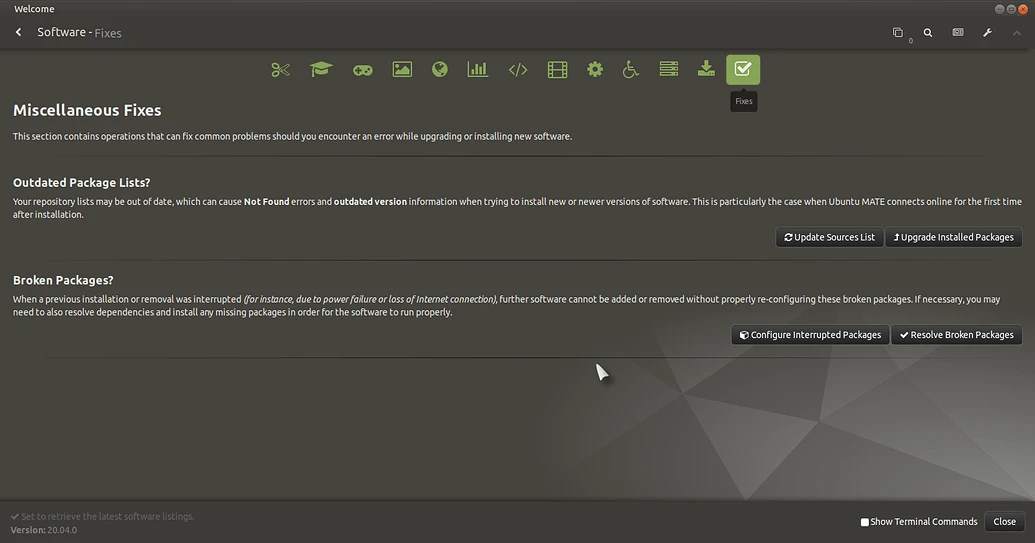 Welcome
Software - Fixes
0
Fixes
Miscellaneous Fixes
This section contains operations that can fix common problems should you encounter an error while upgrading or installing new software.
Outdated Package Lists?
Your repository lists may be out of date, which can cause Not Found errors and outdated version information when trying to install new or newer versions of software. This is particularly the case when Ubuntu MATE connects online for the first time
after installation.
Update Sources List Upgrade Installed Packages
Broken Packages?
When a previous installation or removal was interrupted (for instance, due to power failure or loss of Internet connection), further software cannot be added or removed without properly re-configuring these broken packages. If necessary, you may
need to also resolve dependencies and install any missing packages in order for the software to run properly.
Configure Interrupted Packages Resolve Broken Packages
Set to retrieve the latest software listings.
Version: 20.04.0
Show Terminal Commands Close